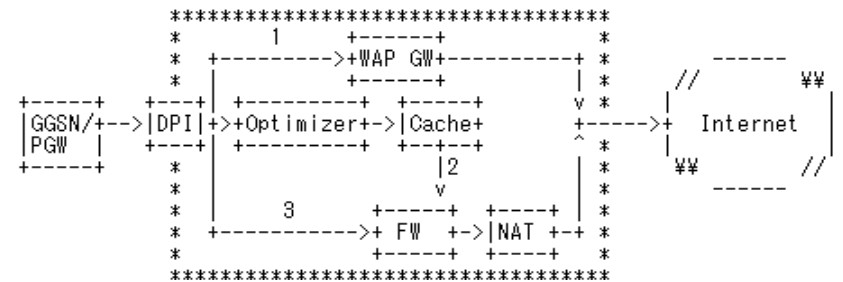 1
WAP GW
GGSN/ DPI Optimizer Cache Internet
PGW
2
3
FW NAT